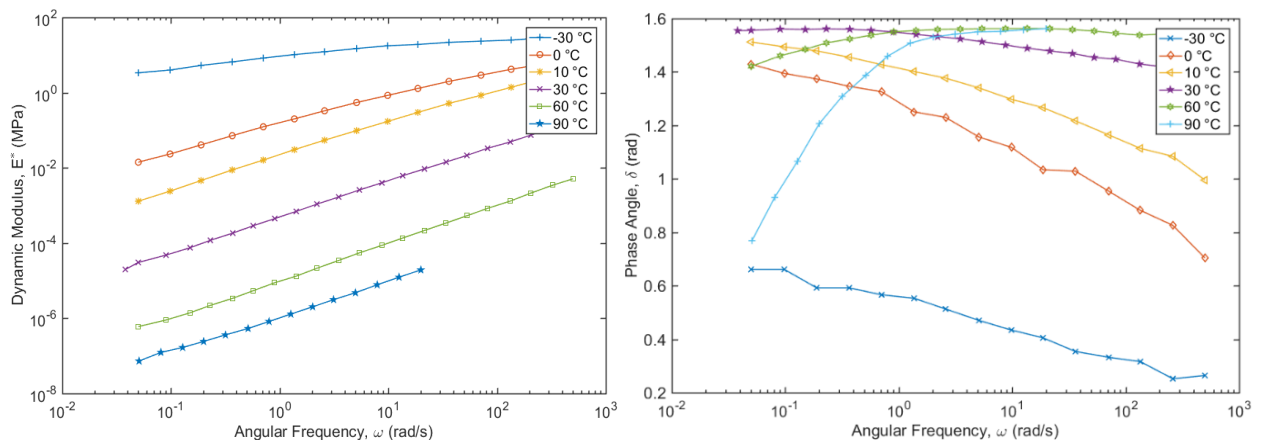 10^2
10^0
10^-2
10^-4
10^-6
10^-8
Dynamic Modulus, E* (MPa)
10^-2
10^-1
10^0
10^1
10^2
10^3
Angular Frequency, ω (rad/s)
-30 °C
0 °C
10 °C
30 °C
60 °C
90 °C
1.6
1.4
1.2
1
0.8
0.6
0.4
0.2
Phase Angle, δ (rad)
10^-2
10^-1
10^0
10^1
10^2
10^3
Angular Frequency, ω (rad/s)
-30 °C
0 °C
10 °C
30 °C
60 °C
90 °C